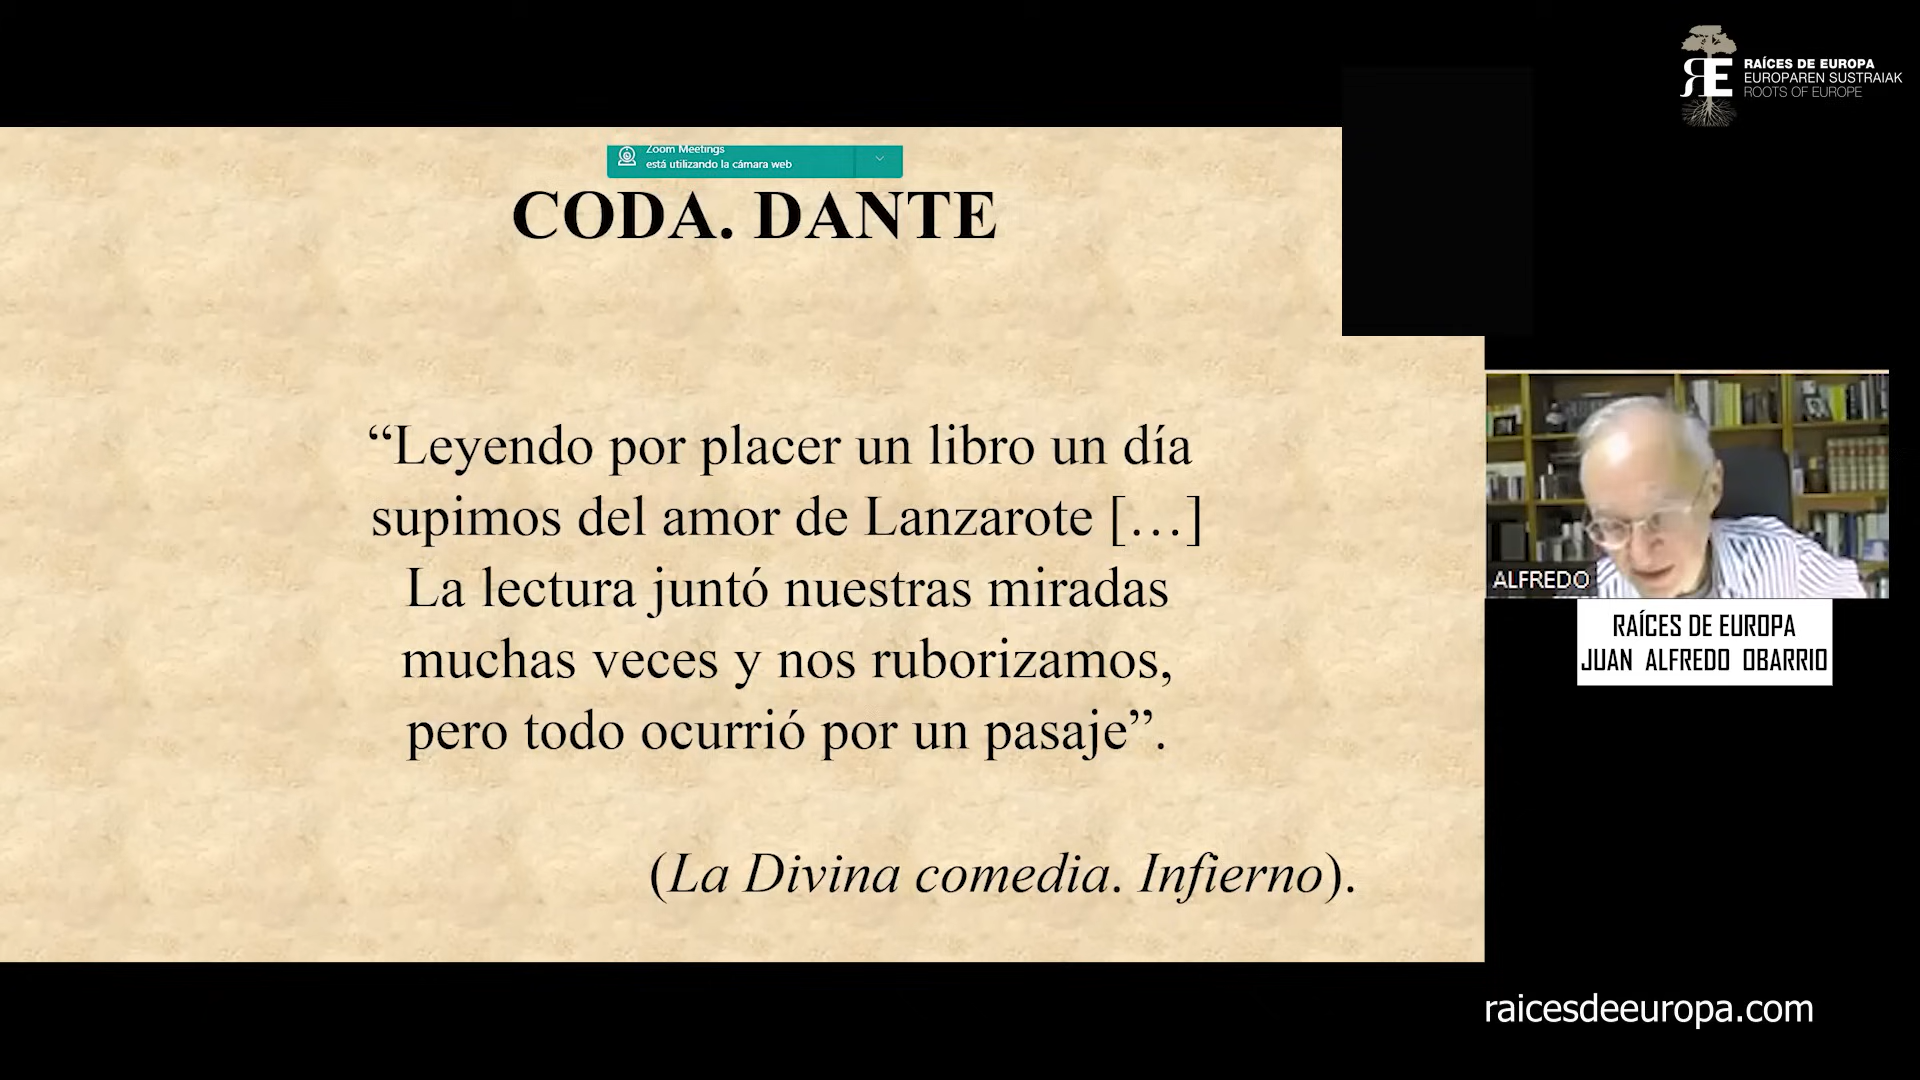 RAÍCES DE EUROPA
EUROPAREN SUSTRAIAK
ROOTS OF EUROPE
Zoom Meetings
está utilizando la cámara web
CODA. DANTE
“Leyendo por placer un libro un día
supimos del amor de Lanzarote […]
La lectura juntó nuestras miradas
muchas veces y nos ruborizamos,
pero todo ocurrió por un pasaje”.
(La Divina comedia. Infierno).
ALFREDO
RAÍCES DE EUROPA
JUAN ALFREDO OBARRIO
raicesdeeuropa.com